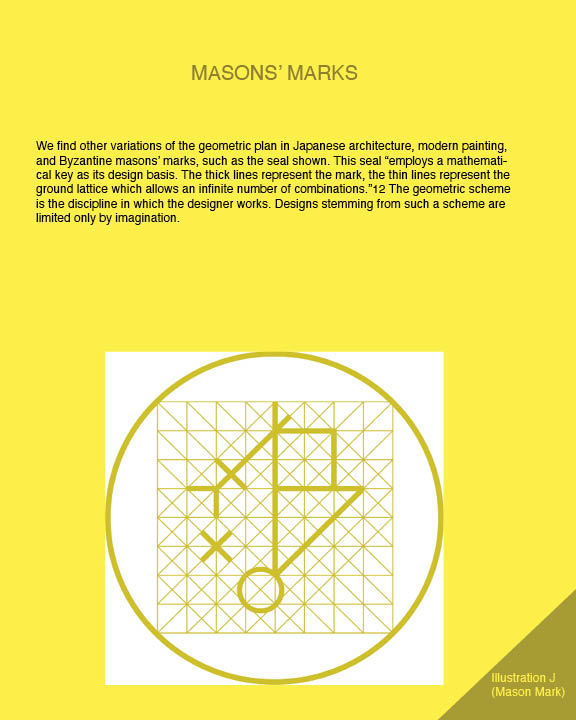 MASONS’ MARKS
We find other variations of the geometric plan in Japanese architecture, modern painting,
and Byzantine masons’ marks, such as the seal shown. This seal “employs a mathemati-
cal key as its design basis. The thick lines represent the mark, the thin lines represent the
ground lattice which allows an infinite number of combinations.”12 The geometric scheme
is the discipline in which the designer works. Designs stemming from such a scheme are
limited only by imagination.
Illustration J
(Mason Mark)